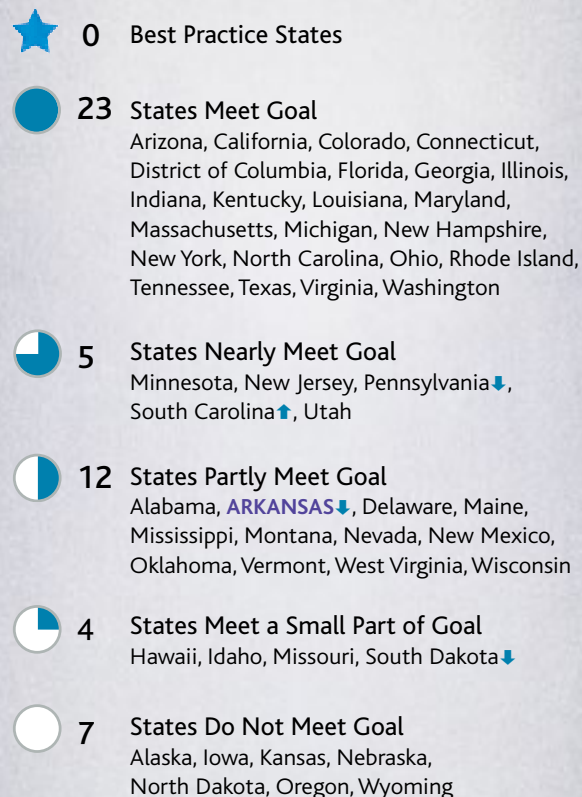 0 Best Practice States
23 States Meet Goal
Arizona, California, Colorado, Connecticut,
District of Columbia, Florida, Georgia, Illinois,
Indiana, Kentucky, Louisiana, Maryland,
Massachusetts, Michigan, New Hampshire,
New York, North Carolina, Ohio, Rhode Island,
Tennessee, Texas, Virginia, Washington
5 States Nearly Meet Goal
Minnesota, New Jersey, Pennsylvania⬇,
South Carolina⬆, Utah
12 States Partly Meet Goal
Alabama, ARKANSAS⬇, Delaware, Maine,
Mississippi, Montana, Nevada, New Mexico,
Oklahoma, Vermont, West Virginia, Wisconsin
4 States Meet a Small Part of Goal
Hawaii, Idaho, Missouri, South Dakota⬇
7 States Do Not Meet Goal
Alaska, Iowa, Kansas, Nebraska,
North Dakota, Oregon, Wyoming